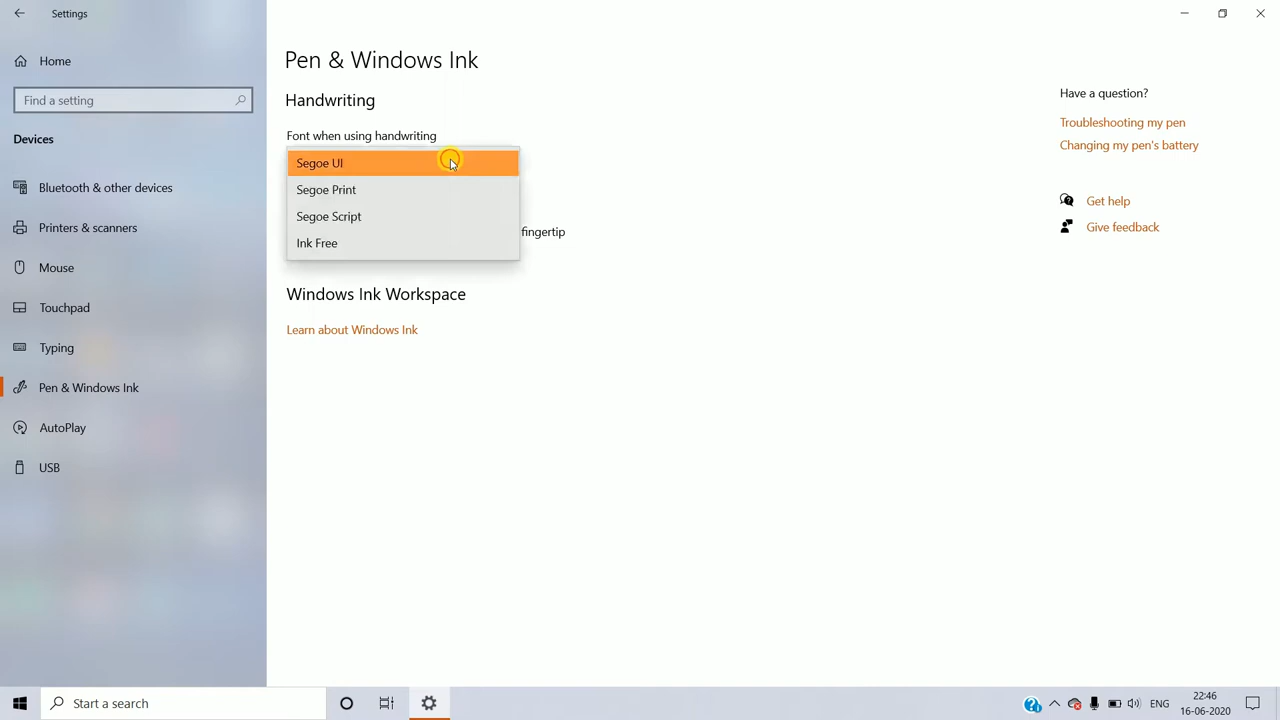 Settings
Home
Find a setting
Devices
Bluetooth & other devices
Printers & scanners
Mouse
Touchpad
Typing
Pen & Windows Ink
AutoPlay
USB
Pen & Windows Ink
Handwriting
Font when using handwriting
Segoe UI
Segoe Print
Segoe Script
fingertip
Ink Free
Windows Ink Workspace
Learn about Windows Ink
Have a question?
Troubleshooting my pen
Changing my pen's battery
Get help
Give feedback
Start a search
ENG
22:46
16-06-2020